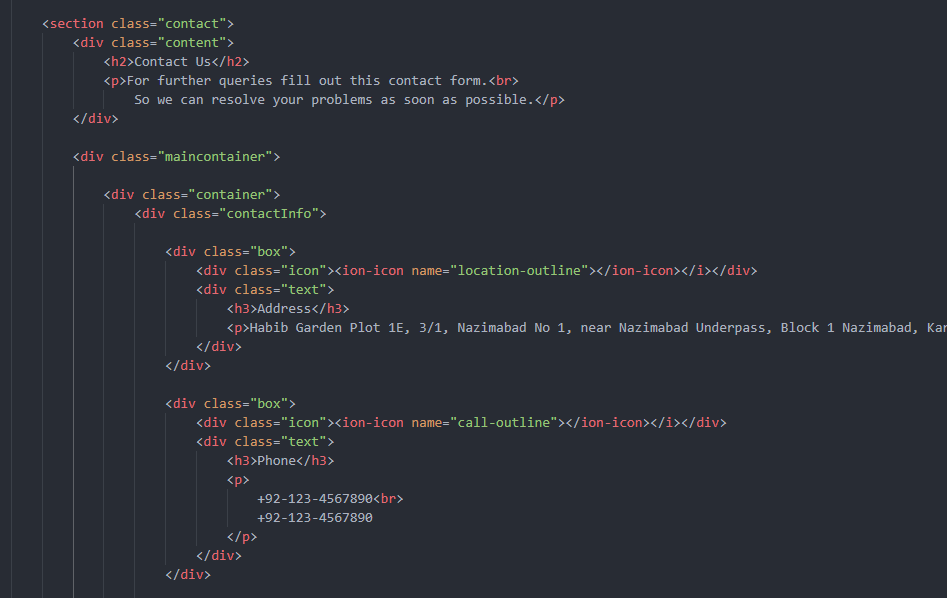 <section class="contact">
<div class="content">
<h2>Contact Us</h2>
<p>For further queries fill out this contact form.<br>
So we can resolve your problems as soon as possible.</p>
</div>
<div class="maincontainer">
<div class="container">
<div class="contactInfo">
<div class="box">
<div class="icon"><ion-icon name="location-outline"></ion-icon></i></div>
<div class="text">
<h3>Address</h3>
<p>Habib Garden Plot 1E, 3/1, Nazimabad No 1, near Nazimabad Underpass, Block 1 Nazimabad,
</div>
</div>
<div class="box">
<div class="icon"><ion-icon name="call-outline"></ion-icon></i></div>
<div class="text">
<h3>Phone</h3>
<p>
+92-123-4567890<br>
+92-123-4567890
</p>
</div>
</div>